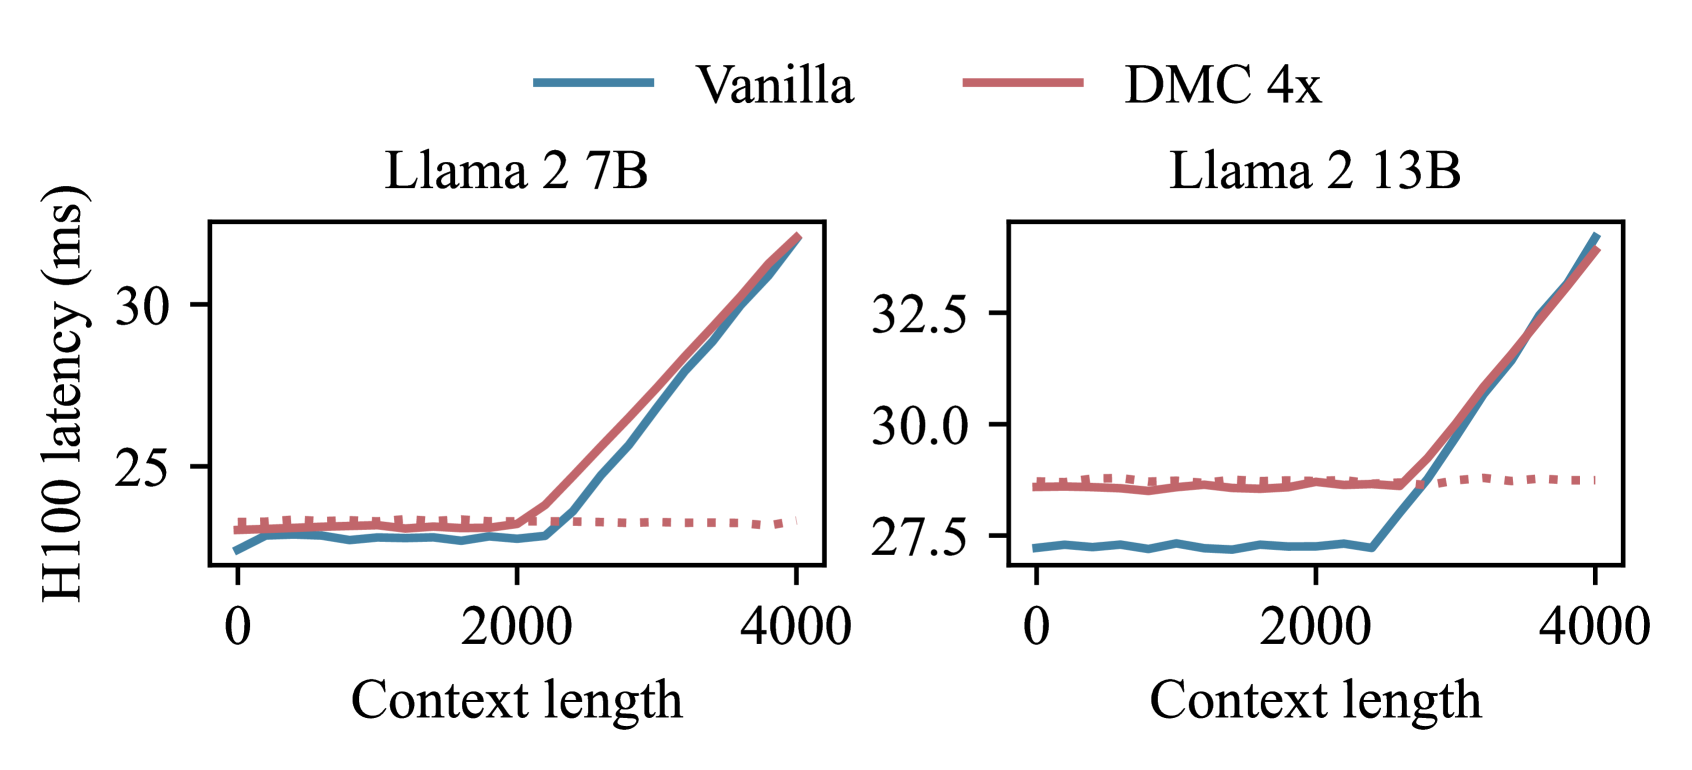 Vanilla DMC 4x
Llama 2 7B
Llama 2 13B
H100 latency (ms)
30
25
0 2000 4000
Context length
32.5
30.0
27.5
0 2000 4000
Context length